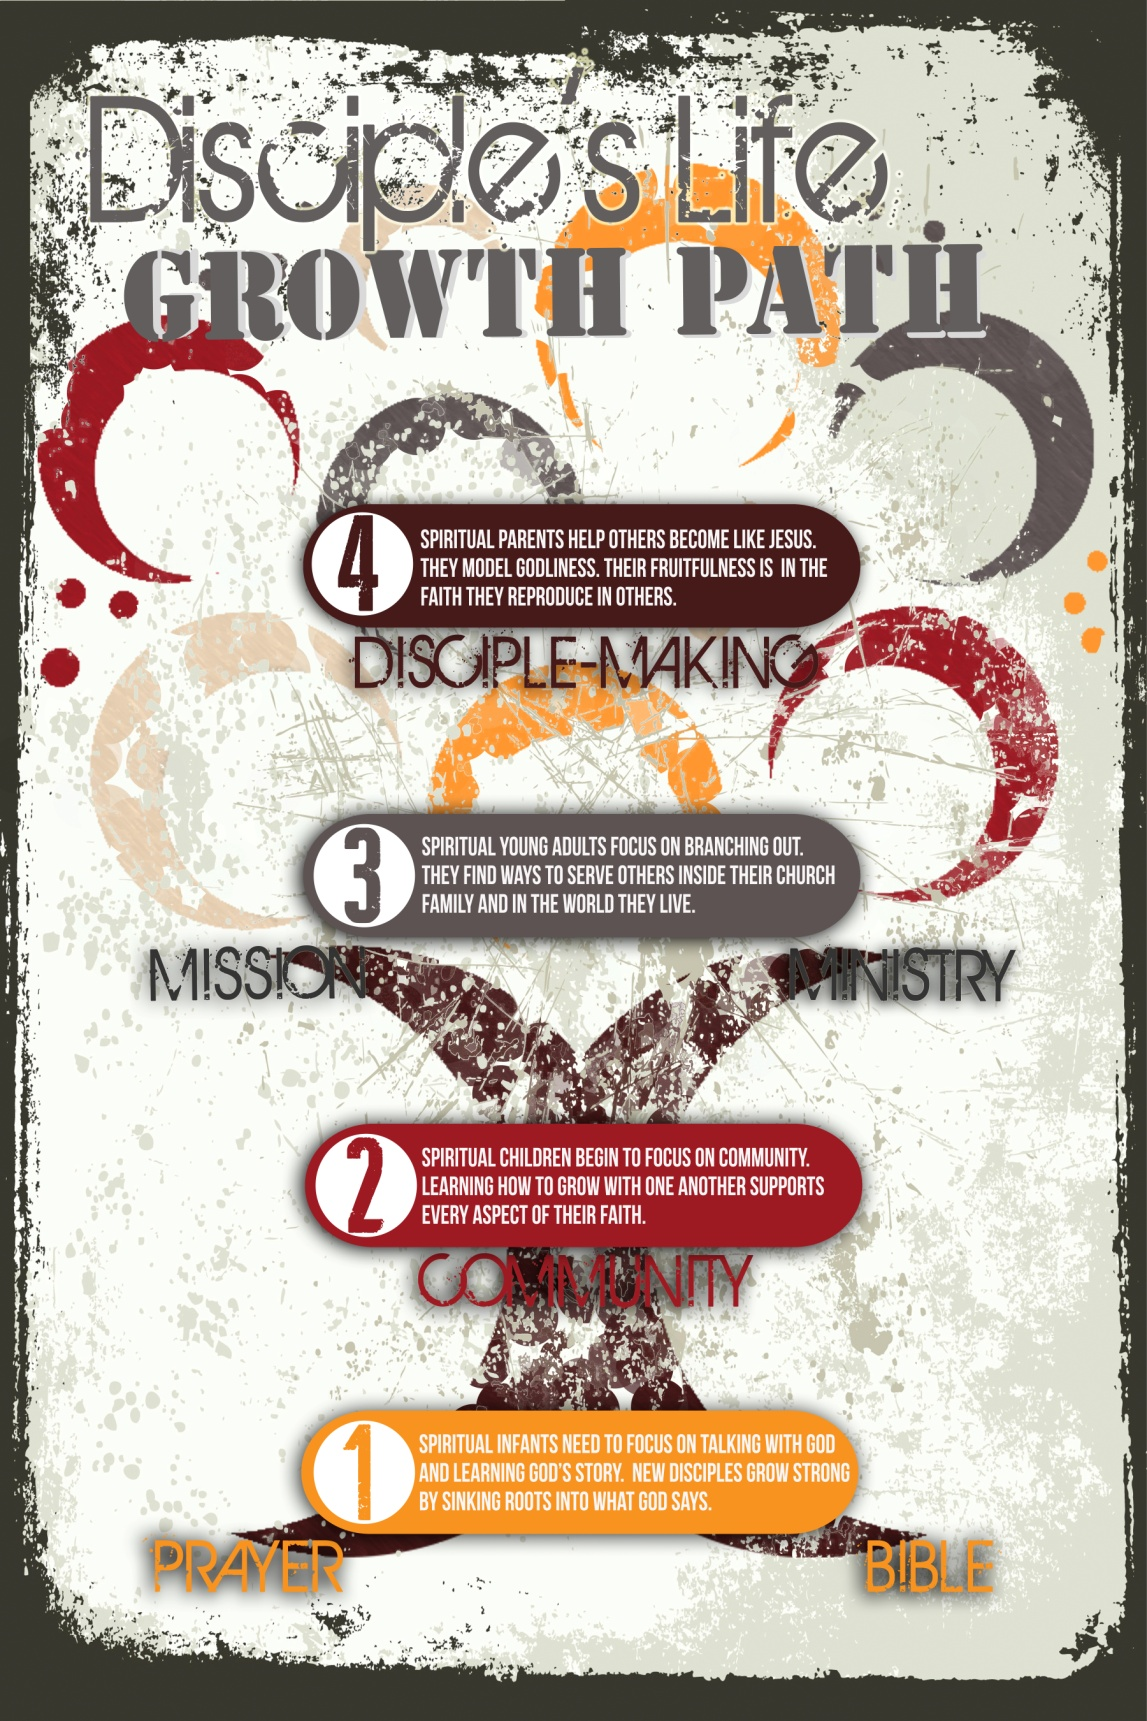 Disciple's Life
GROWTH PATH
4
SPIRITUAL PARENTS HELP OTHERS BECOME LIKE JESUS.
THEY MODEL GODLINESS. THEIR FRUITFULNESS IS IN THE
FAITH THEY REPRODUCE IN OTHERS.
DISCIPLE-MAKING
3
SPIRITUAL YOUNG ADULTS FOCUS ON BRANCHING OUT.
THEY FIND WAYS TO SERVE OTHERS INSIDE THEIR CHURCH
FAMILY AND IN THE WORLD THEY LIVE.
MISSION
MINISTRY
2
SPIRITUAL CHILDREN BEGIN TO FOCUS ON COMMUNITY.
LEARNING HOW TO GROW WITH ONE ANOTHER SUPPORTS
EVERY ASPECT OF THEIR FAITH.
COMMUNITY
1
SPIRITUAL INFANTS NEED TO FOCUS ON TALKING WITH GOD
AND LEARNING GOD'S STORY. NEW DISCIPLES GROW STRONG
BY SINKING ROOTS INTO WHAT GOD SAYS.
PRAYER
BIBLE